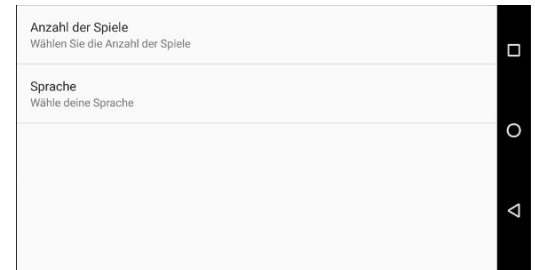 Anzahl der Spiele
Wählen Sie die Anzahl der Spiele
Sprache
Wähle deine Sprache